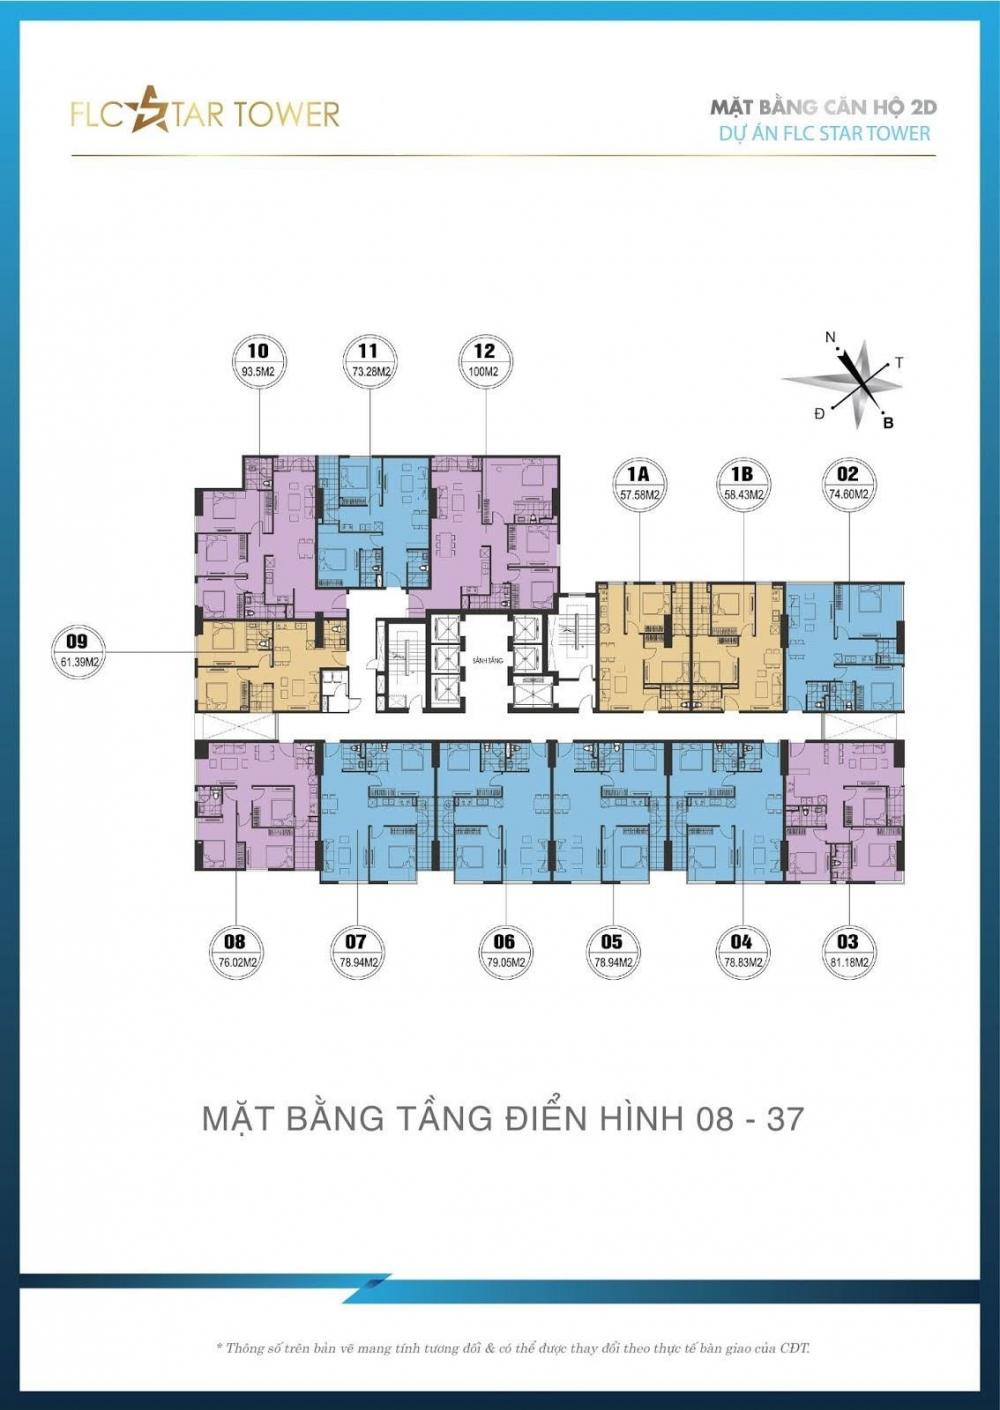 FLC STAR TOWER
MẶT BẰNG CĂN HỘ 2D
DỰ ÁN FLC STAR TOWER
N
T
Đ
B
10
93.5M2
11
73.28M2
12
100M2
1A
57.58M2
1B
58.43M2
02
74.60M2
09
61.39M2
SẢNH TẦNG
08
76.02M2
07
78.94M2
06
79.05M2
05
78.94M2
04
78.83M2
03
81.18M2
MẶT BẰNG TẦNG ĐIỂN HÌNH 08 - 37
* Thông số trên bản vẽ mang tính tương đối & có thể được thay đổi theo thực tế bàn giao của CĐT.